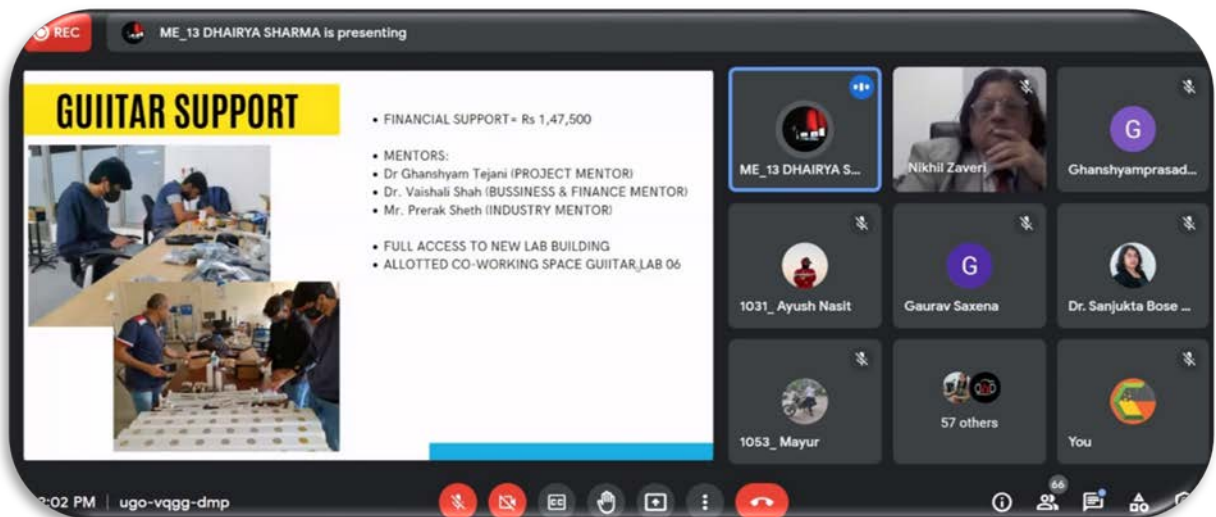 REC
ME_13 DHAIRYA SHARMA is presenting
GUIITAR SUPPORT
• FINANCIAL SUPPORT= Rs 1,47,500
• MENTORS:
• Dr Ghanshyam Tejani (PROJECT MENTOR)
• Dr. Vaishali Shah (BUSSINESS & FINANCE MENTOR)
• Mr. Prerak Sheth (INDUSTRY MENTOR)
• FULL ACCESS TO NEW LAB BUILDING
• ALLOTTED CO-WORKING SPACE GUIITAR LAB 06
ME_13 DHAIRYA S...
Nikhil Zaveri
G
Ghanshyamprasad...
1031_ Ayush Nasit
G
Gaurav Saxena
Dr. Sanjukta Bose ...
1053_ Mayur
57 others
You
:02 PM | ugo-vqgg-dmp
CC
66